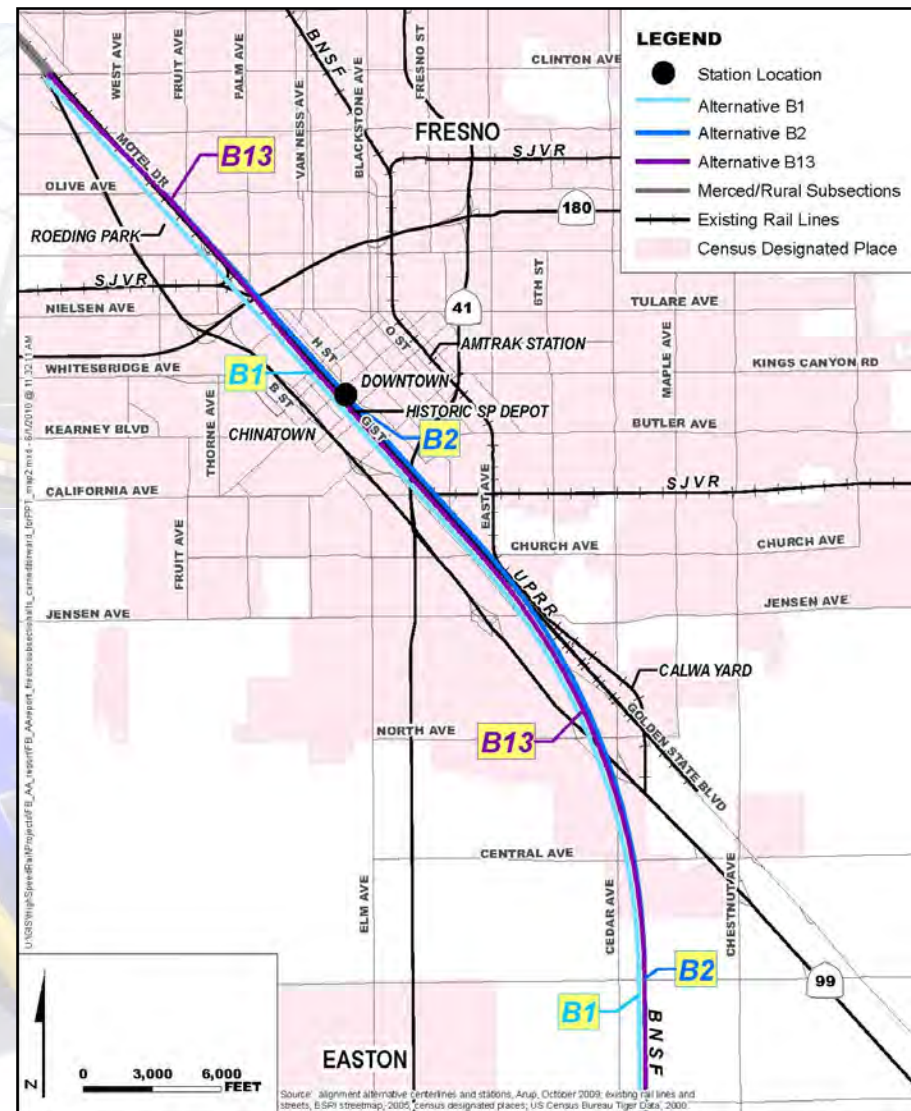 LEGEND
Station Location
Alternative B1
Alternative B2
Alternative B13
Merced/Rural Subsections
Existing Rail Lines
Census Designated Place
WEST AVE
FRUIT AVE
PALM AVE
VAN NESS AVE
BNSF
BLACKSTONE AVE
FRESNO ST
CLINTON AVE
FRESNO
SJVR
MOTEL DR
B13
OLIVE AVE
180
ROEDING PARK
SJVR
41
6TH ST
TULARE AVE
NIELSEN AVE
H ST
O ST
AMTRAK STATION
MAPLE AVE
WHITESBRIDGE AVE
B1
KINGS CANYON RD
B ST
DOWNTOWN
HISTORIC SP DEPOT
THORNE AVE
KEARNEY BLVD
CHINATOWN
G ST
B2
BUTLER AVE
CALIFORNIA AVE
EAST AVE
SJVR
FRUIT AVE
CHURCH AVE
CHURCH AVE
UPRR
JENSEN AVE
JENSEN AVE
CALWA YARD
GOLDEN STATE BLVD
NORTH AVE
B13
CENTRAL AVE
ELM AVE
CEDAR AVE
CHESTNUT AVE
B2
99
B1
BNSF
EASTON
N
0 3,000 6,000
FEET
Source: alignment alternative centerlines and stations, Arup, October 2009; existing rail lines and
streets, ESRI streetmap, 2005; census designated places; US Census Bureau Tiger Data, 2000.